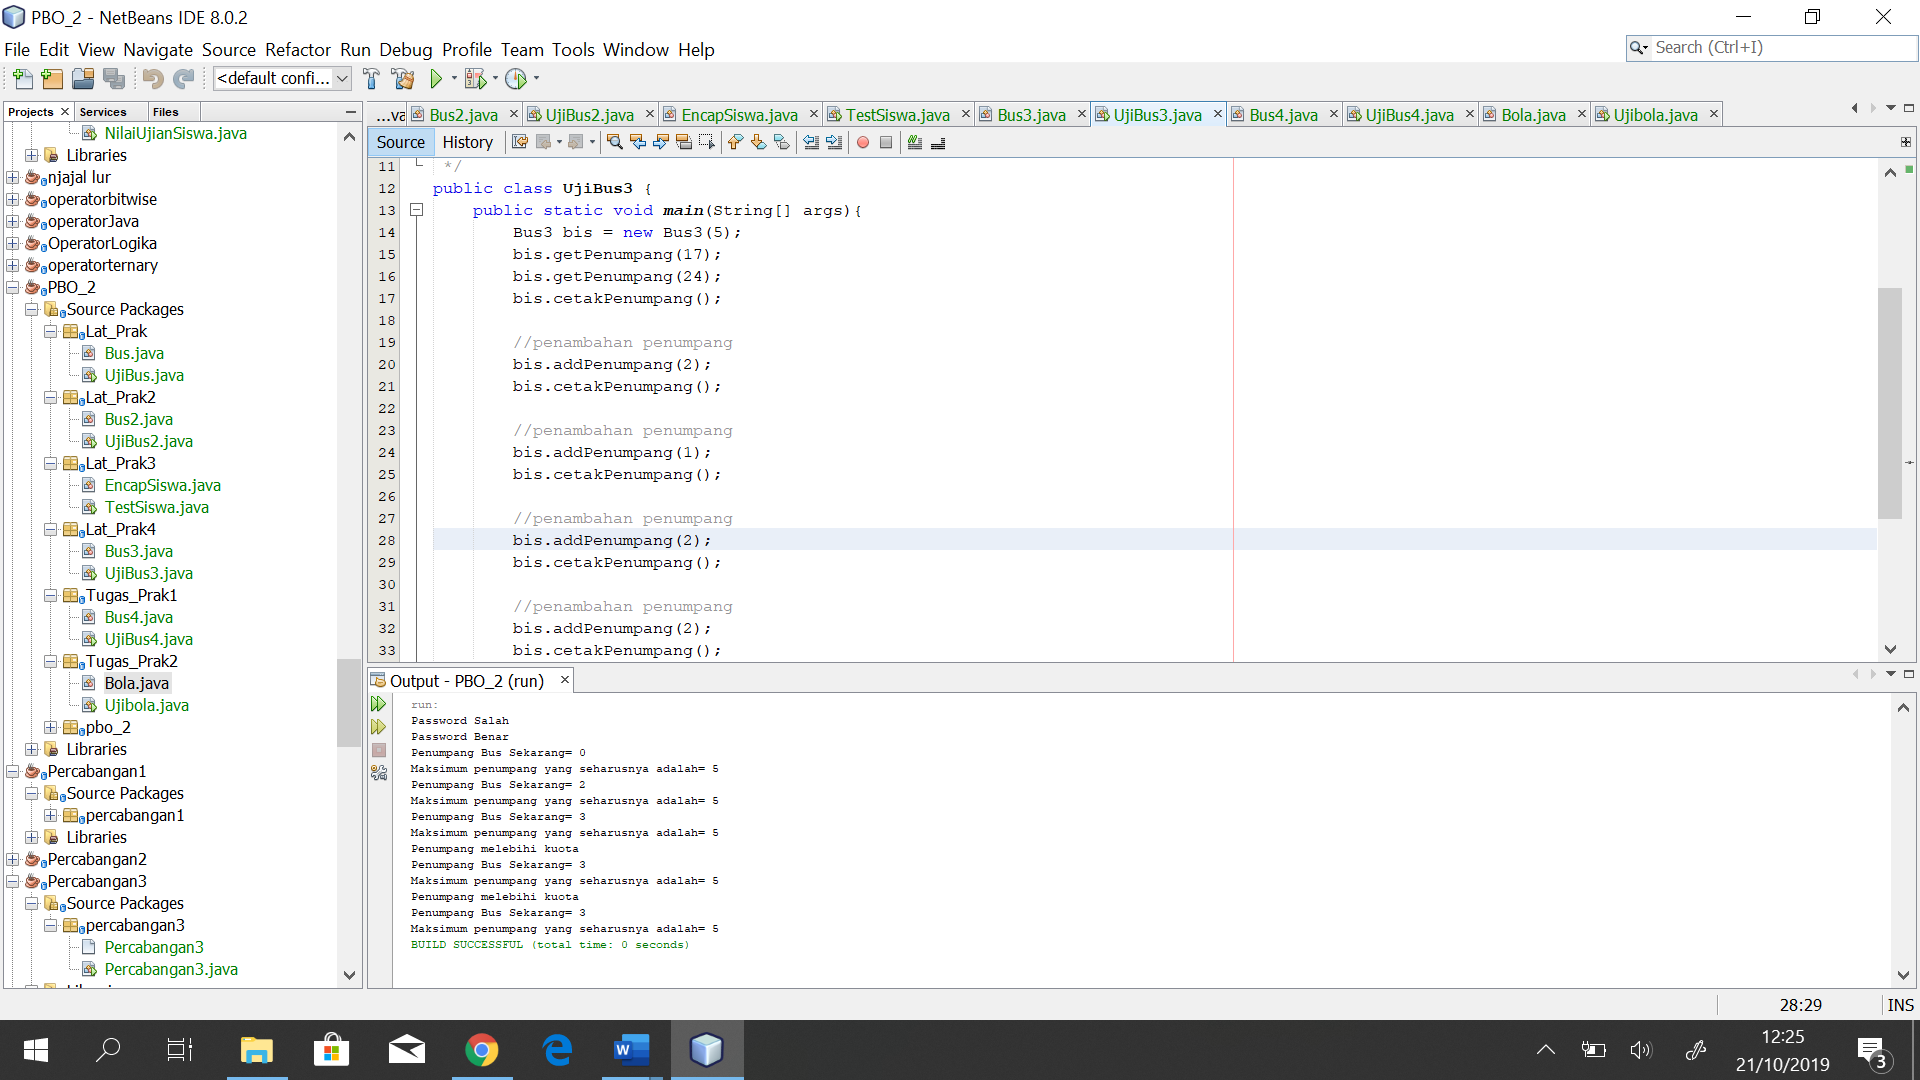 PBO_2 - NetBeans IDE 8.0.2
File Edit View Navigate Source Refactor Run Debug Profile Team Tools Window Help
Search (Ctrl+I)
<default confi...
Projects
Services
Files
NilaiUjianSiswa.java
Libraries
njajal lur
operatorbitwise
operatorJava
OperatorLogika
operatorternary
PBO_2
Source Packages
Lat_Prak
Bus.java
UjiBus.java
Lat_Prak2
Bus2.java
UjiBus2.java
Lat_Prak3
EncapSiswa.java
TestSiswa.java
Lat_Prak4
Bus3.java
UjiBus3.java
Tugas_Prak1
Bus4.java
UjiBus4.java
Tugas_Prak2
Bola.java
Ujibola.java
pbo_2
Libraries
Percabangan1
Source Packages
percabangan1
Libraries
Percabangan2
Percabangan3
Source Packages
percabangan3
Percabangan3
Percabangan3.java
...va Bus2.java UjiBus2.java EncapSiswa.java TestSiswa.java Bus3.java UjiBus3.java Bus4.java UjiBus4.java Bola.java Ujibola.java
Source History
11 */
12 public class UjiBus3 {
13 public static void main(String[] args){
14 Bus3 bis = new Bus3(5);
15 bis.getPenumpang(17);
16 bis.getPenumpang(24);
17 bis.cetakPenumpang();
18
19 //penambahan penumpang
20 bis.addPenumpang(2);
21 bis.cetakPenumpang();
22
23 //penambahan penumpang
24 bis.addPenumpang(1);
25 bis.cetakPenumpang();
26
27 //penambahan penumpang
28 bis.addPenumpang(2);
29 bis.cetakPenumpang();
30
31 //penambahan penumpang
32 bis.addPenumpang(2);
33 bis.cetakPenumpang();
Output - PBO_2 (run)
run:
Password Salah
Password Benar
Penumpang Bus Sekarang= 0
Maksimum penumpang yang seharusnya adalah= 5
Penumpang Bus Sekarang= 2
Maksimum penumpang yang seharusnya adalah= 5
Penumpang Bus Sekarang= 3
Maksimum penumpang yang seharusnya adalah= 5
Penumpang melebihi kuota
Penumpang Bus Sekarang= 3
Maksimum penumpang yang seharusnya adalah= 5
Penumpang melebihi kuota
Penumpang Bus Sekarang= 3
Maksimum penumpang yang seharusnya adalah= 5
BUILD SUCCESSFUL (total time: 0 seconds)
28:29 INS
12:25
21/10/2019
3